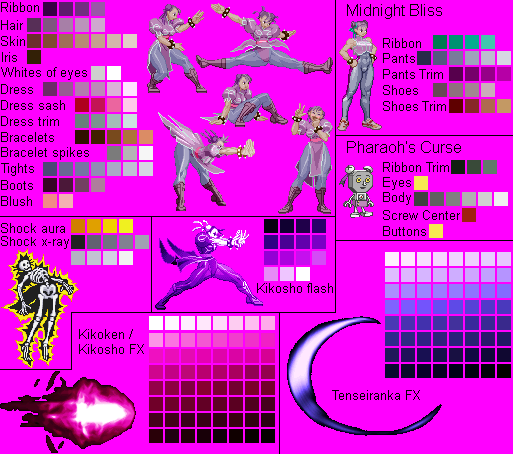 Ribbon
Hair
Skin
Iris
Whites of eyes
Dress
Dress sash
Dress trim
Bracelets
Bracelet spikes
Tights
Boots
Blush
Midnight Bliss
Ribbon
Pants
Pants Trim
Shoes
Shoes Trim
Pharaoh's Curse
Ribbon Trim
Eyes
Body
Screw Center
Buttons
Shock aura
Shock x-ray
Kikosho flash
Kikoken /
Kikosho FX
Tenseiranka FX